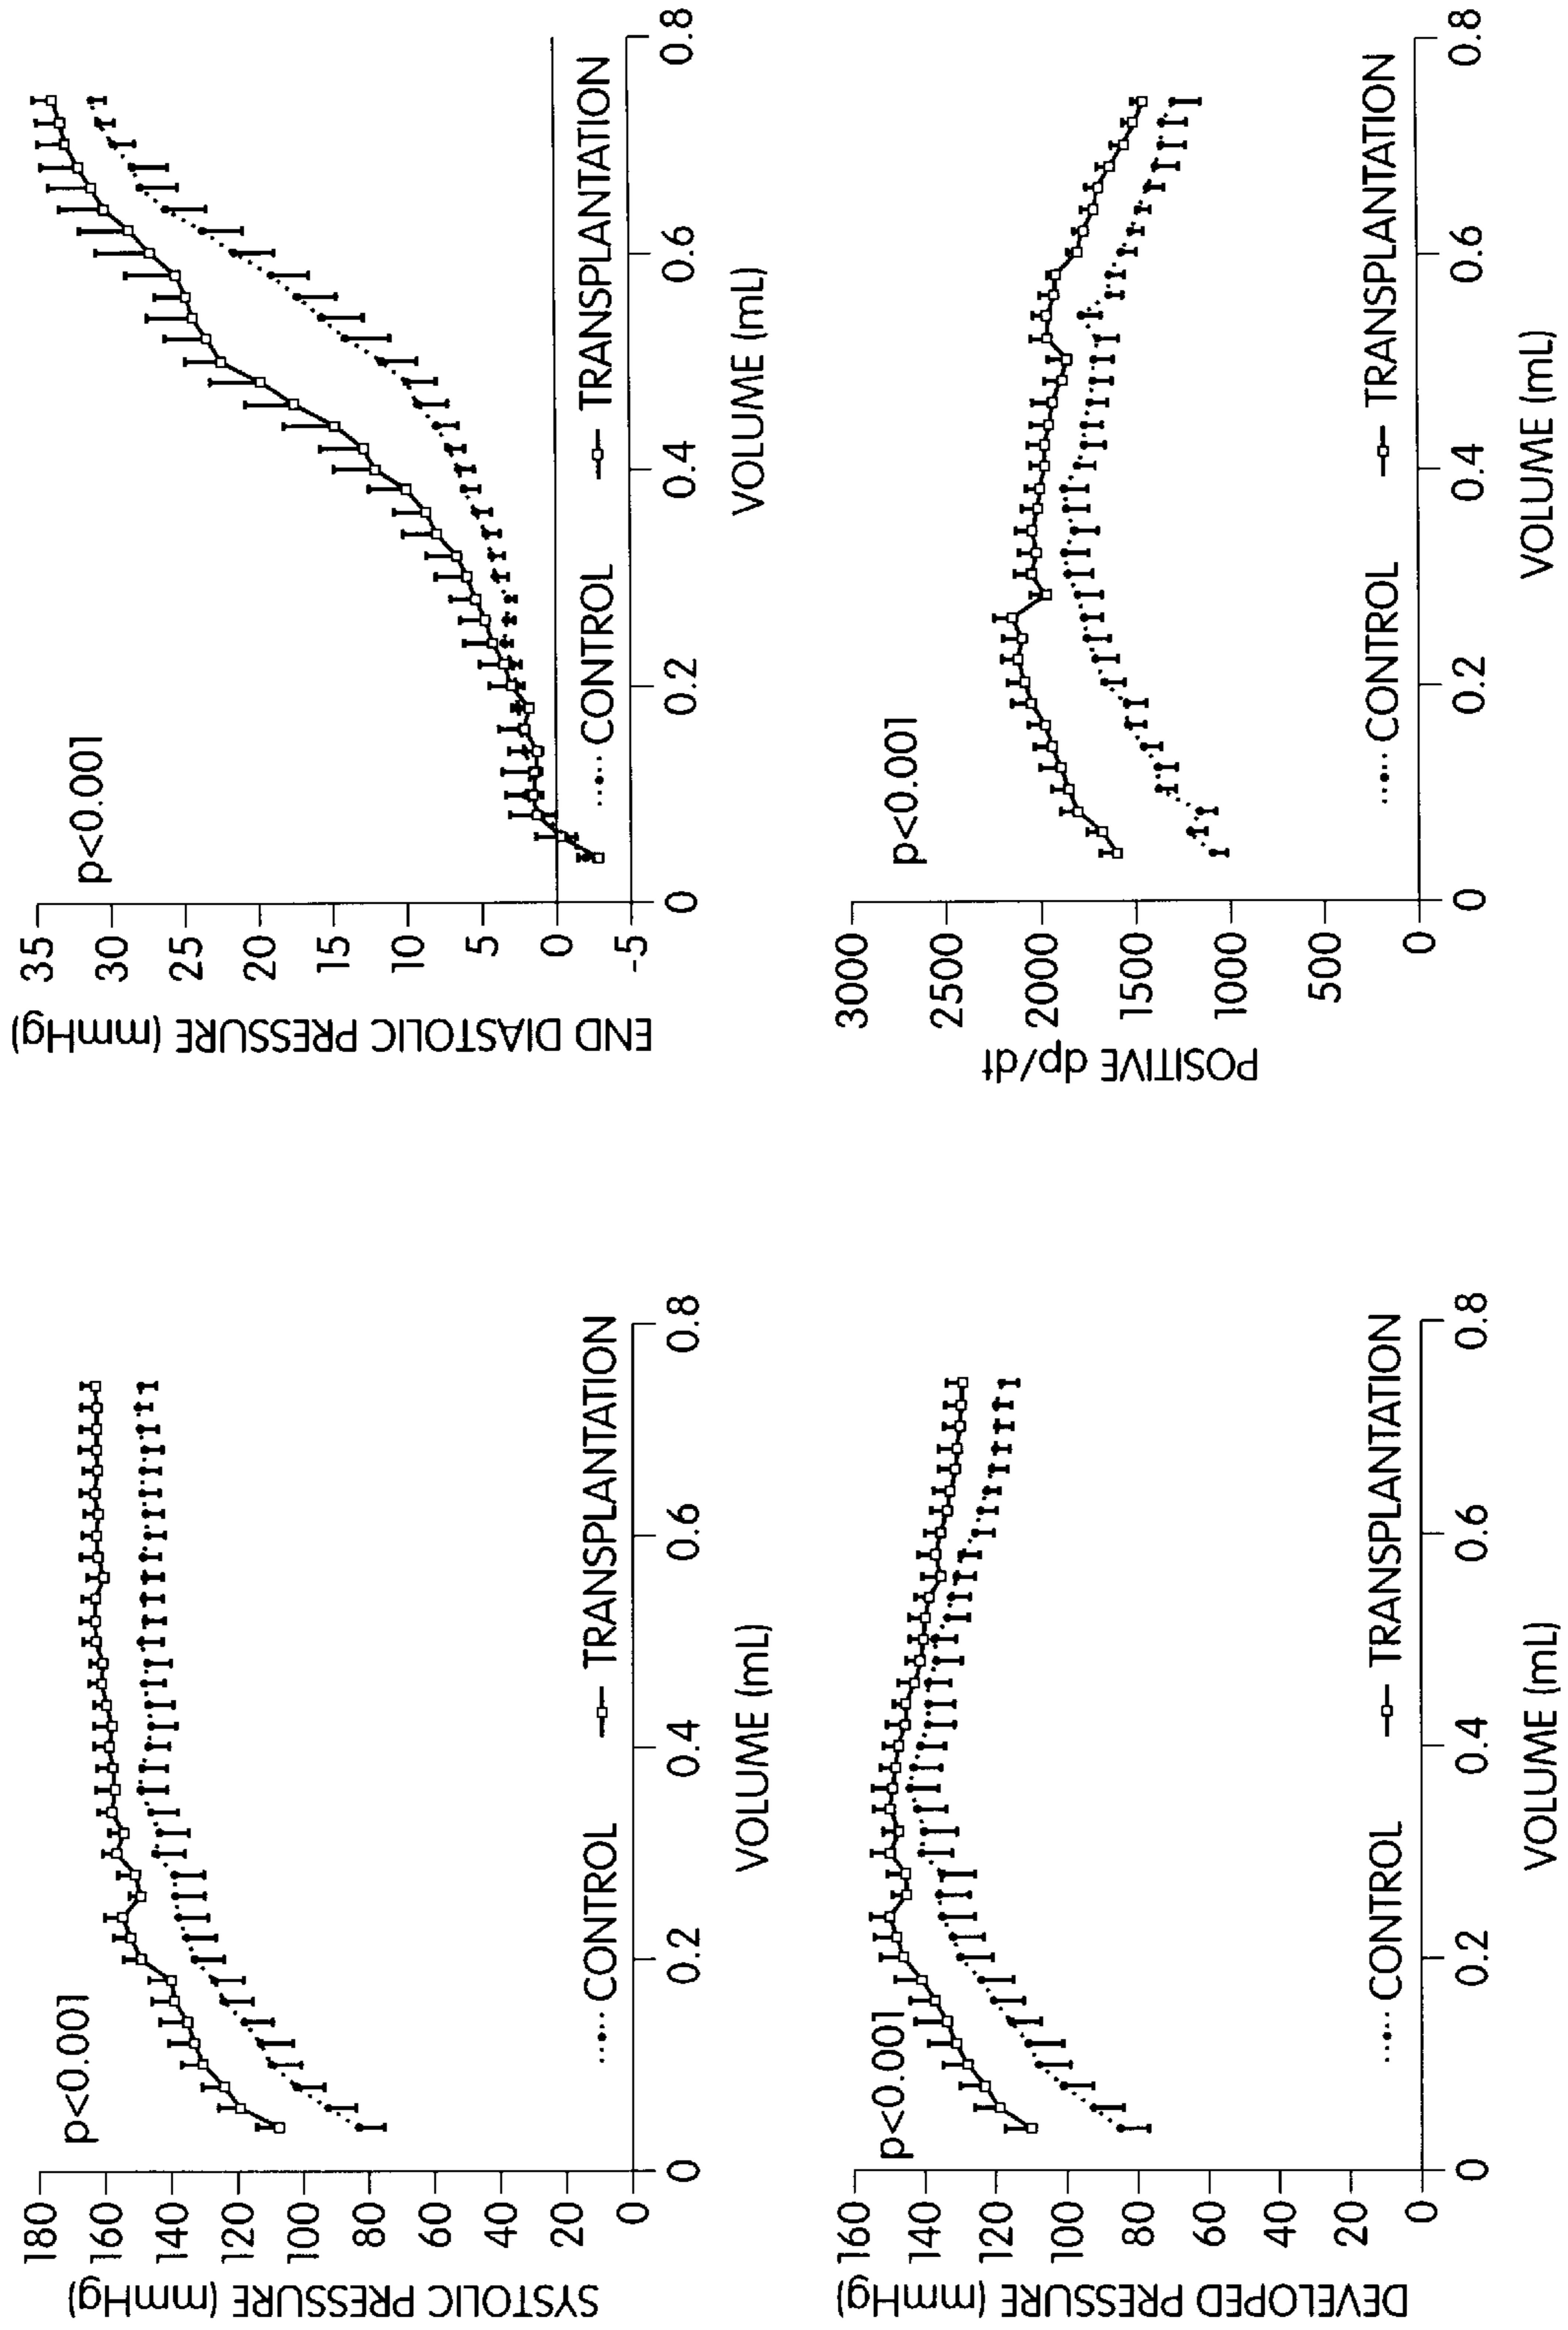 SYSTOLIC PRESSURE (mmHg)
180
160
140
120
100
80
60
40
20
0
p<0.001
CONTROL
TRANSPLANTATION
0
0.2
0.4
0.6
0.8
VOLUME (mL)
END DIASTOLIC PRESSURE (mmHg)
35
30
25
20
15
10
5
0
-5
p<0.001
CONTROL
TRANSPLANTATION
0
0.2
0.4
0.6
0.8
VOLUME (mL)
DEVELOPED PRESSURE (mmHg)
160
140
120
100
80
60
40
20
0
p<0.001
CONTROL
TRANSPLANTATION
0
0.2
0.4
0.6
0.8
VOLUME (mL)
POSITIVE dp/dt
3000
2500
2000
1500
1000
500
0
p<0.001
CONTROL
TRANSPLANTATION
0
0.2
0.4
0.6
0.8
VOLUME (mL)